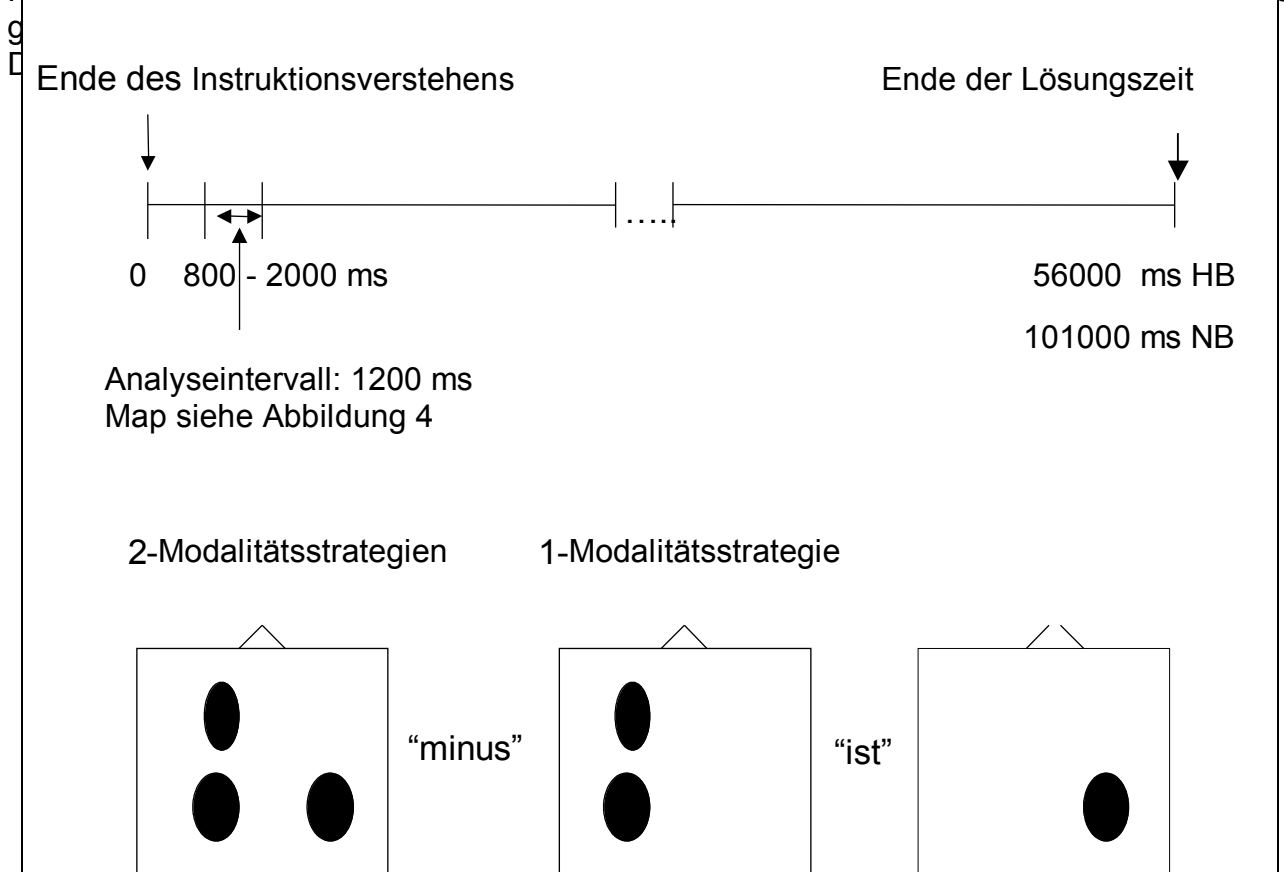 g
Ende des Instruktionsverstehens Ende der Lösungszeit
.....
0 800 - 2000 ms 56000 ms HB
101000 ms NB
Analyseintervall: 1200 ms
Map siehe Abbildung 4
2-Modalitätsstrategien 1-Modalitätsstrategie
“minus” “ist”